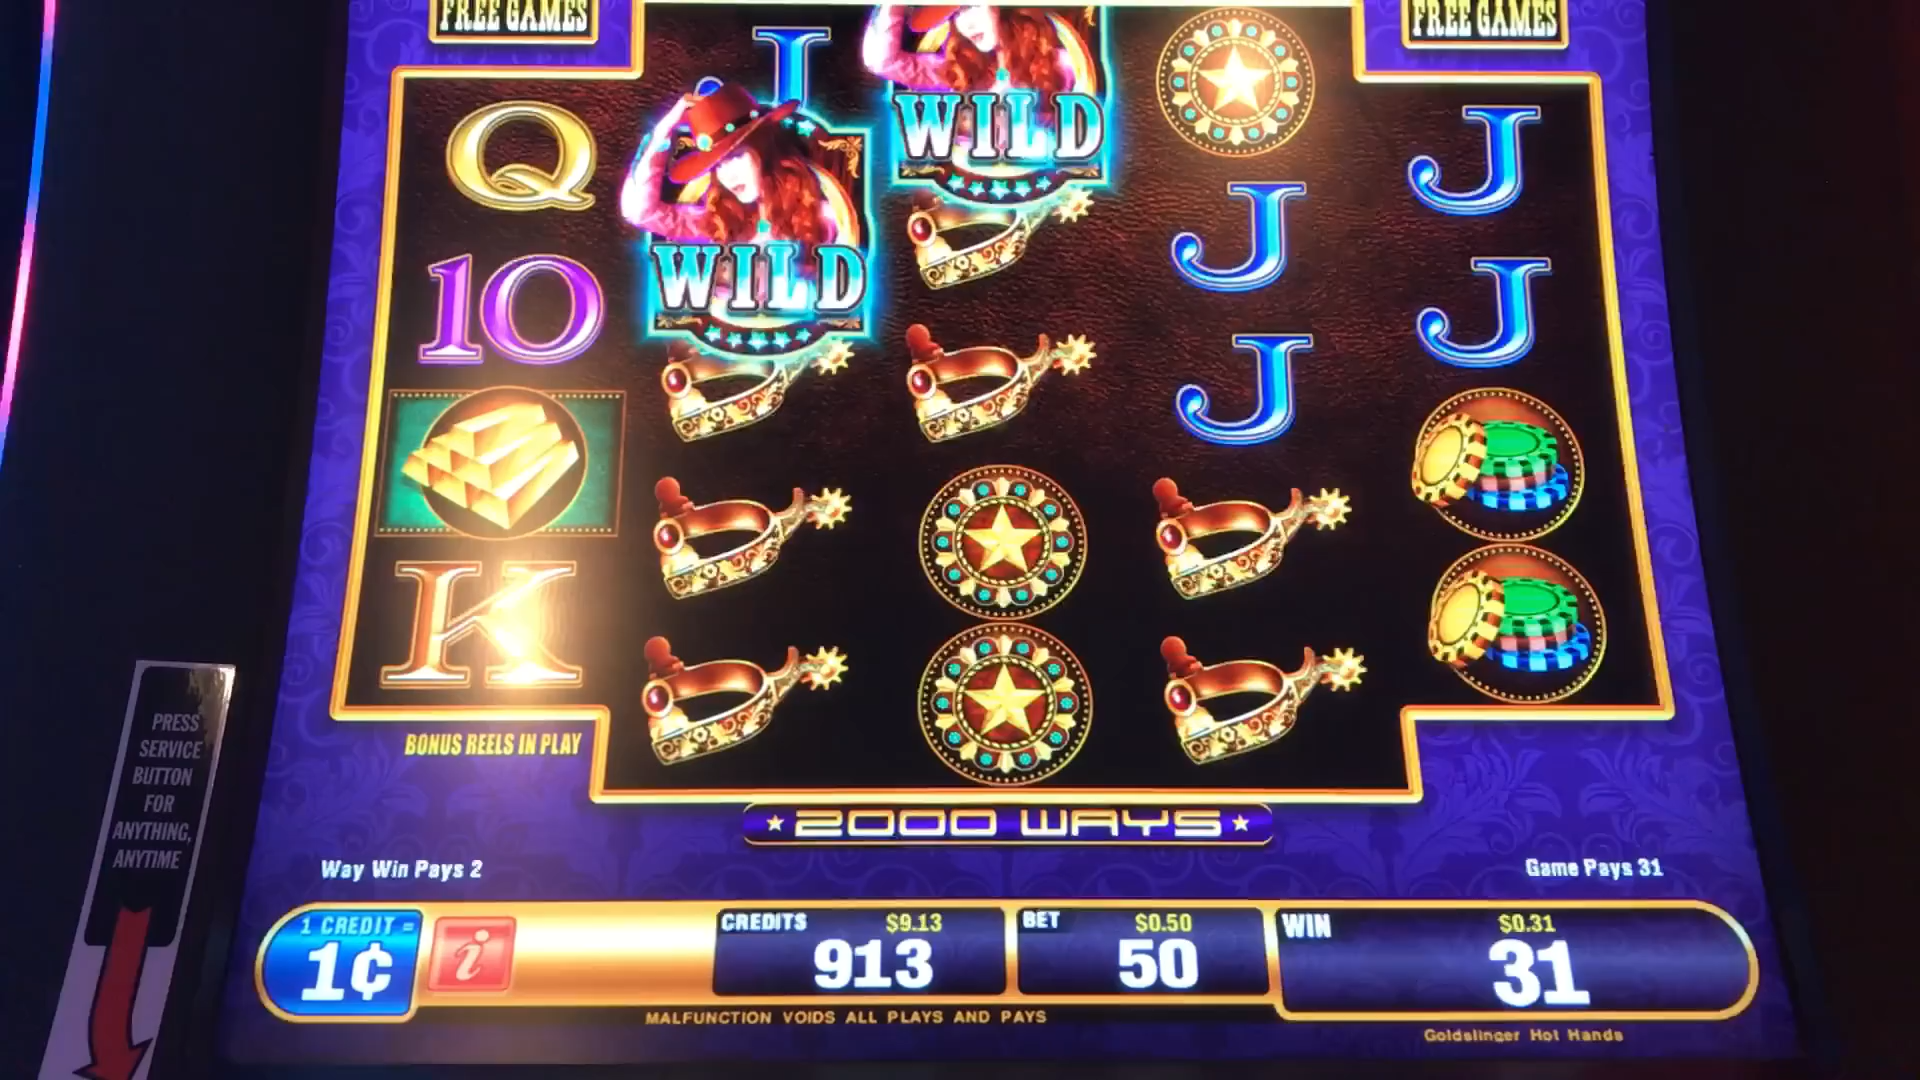 FREE GAMES
FREE GAMES
Q
J
WILD
WILD
J
J
10
J
J
K
BONUS REELS IN PLAY
2000 WAYS
PRESS
SERVICE
BUTTON
FOR
ANYTHING,
ANYTIME
Way Win Pays 2
Game Pays 31
1 CREDIT =
1¢
i
CREDITS $9.13
913
BET $0.50
50
WIN $0.31
31
MALFUNCTION VOIDS ALL PLAYS AND PAYS
Goldslinger Hot Hands